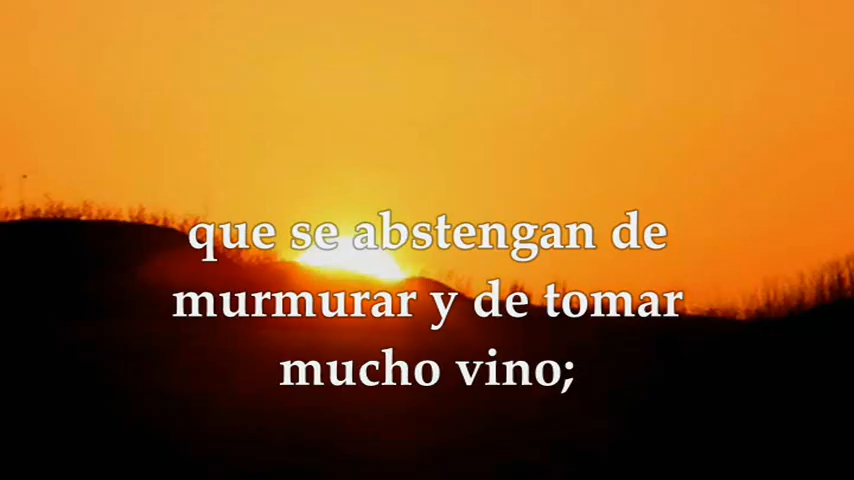 que se abstengan de
murmurar y de tomar
mucho vino;